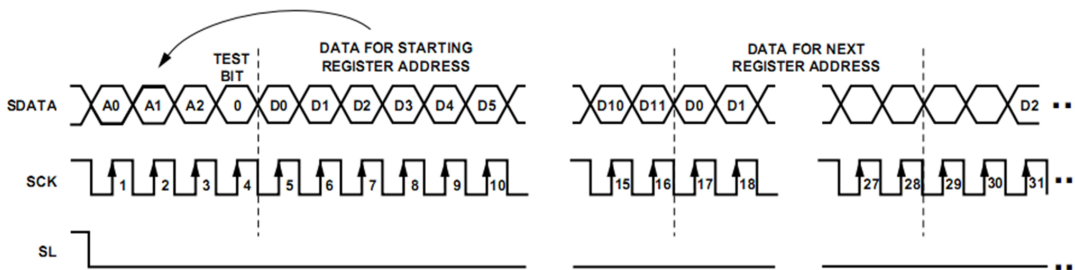 TEST
BIT
DATA FOR STARTING
REGISTER ADDRESS
DATA FOR NEXT
REGISTER ADDRESS
SDATA A0 A1 A2 0 D0 D1 D2 D3 D4 D5 D10 D11 D0 D1 D2
SCK 1 2 3 4 5 6 7 8 9 10 15 16 17 18 27 28 29 30 31
SL